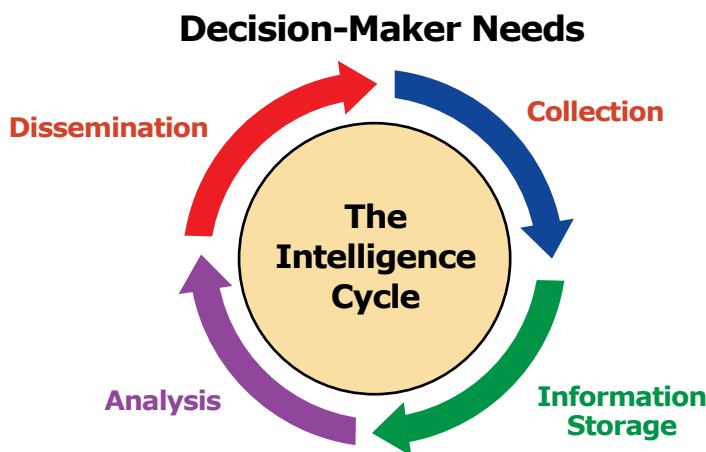 Decision-Maker Needs
Dissemination
Collection
The
Intelligence
Cycle
Analysis
Information
Storage